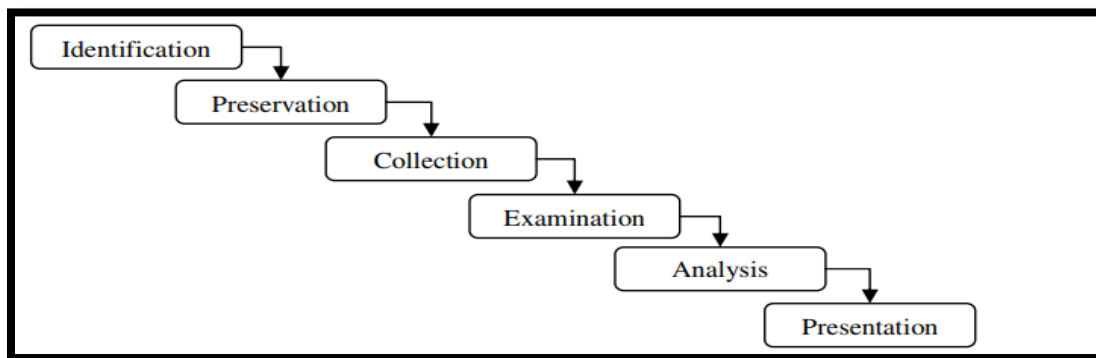 Identification
Preservation
Collection
Examination
Analysis
Presentation